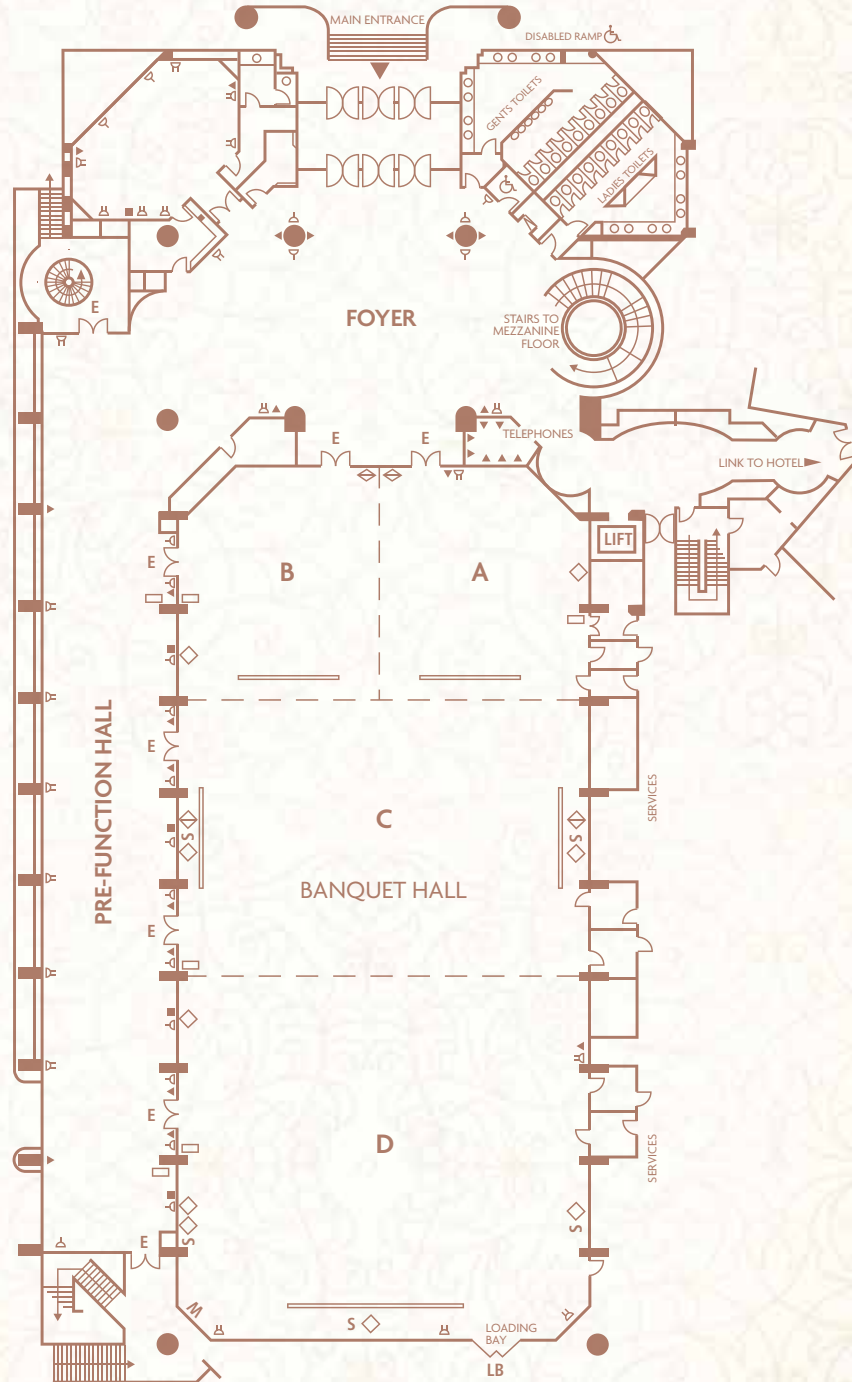 MAIN ENTRANCE
DISABLED RAMP
GENTS TOILETS
LADIES TOILETS
E
FOYER
STAIRS TO
MEZZANINE
FLOOR
E
E
TELEPHONES
LINK TO HOTEL
LIFT
E
B
A
PRE-FUNCTION HALL
E
C
S
S
SERVICES
BANQUET HALL
E
E
D
SERVICES
S
S
E
W
S
LOADING
BAY
LB